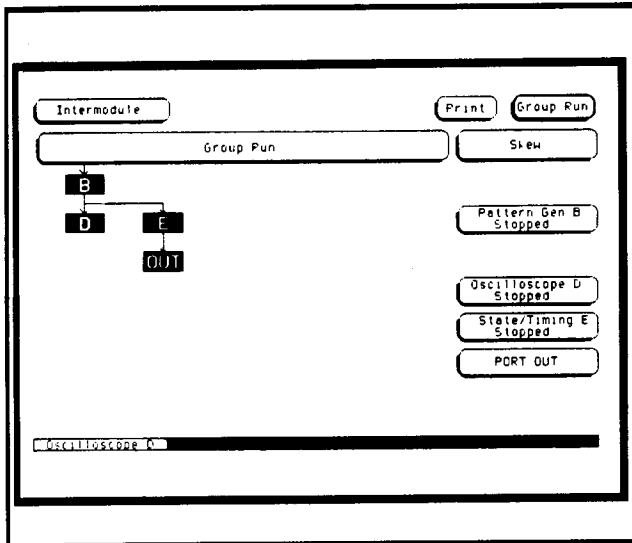 Intermodule
Print
Group Run
Group Run
Skew
B
D
E
OUT
Pattern Gen B
Stopped
Oscilloscope D
Stopped
State/Timing E
Stopped
PORT OUT
Oscilloscope D